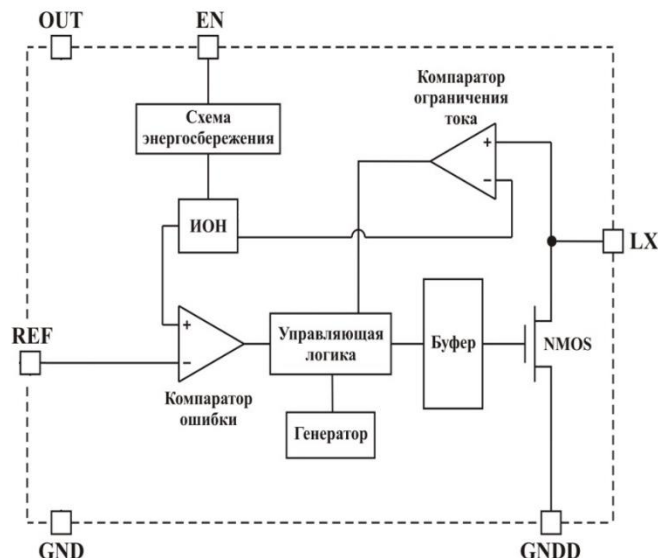 OUT
EN
Компаратор
ограничения
тока
Схема
энергосбережения
+
−
ИОН
LX
REF
+
−
Управляющая
логика
Буфер
NMOS
Компаратор
ошибки
Генератор
GND
GNDD